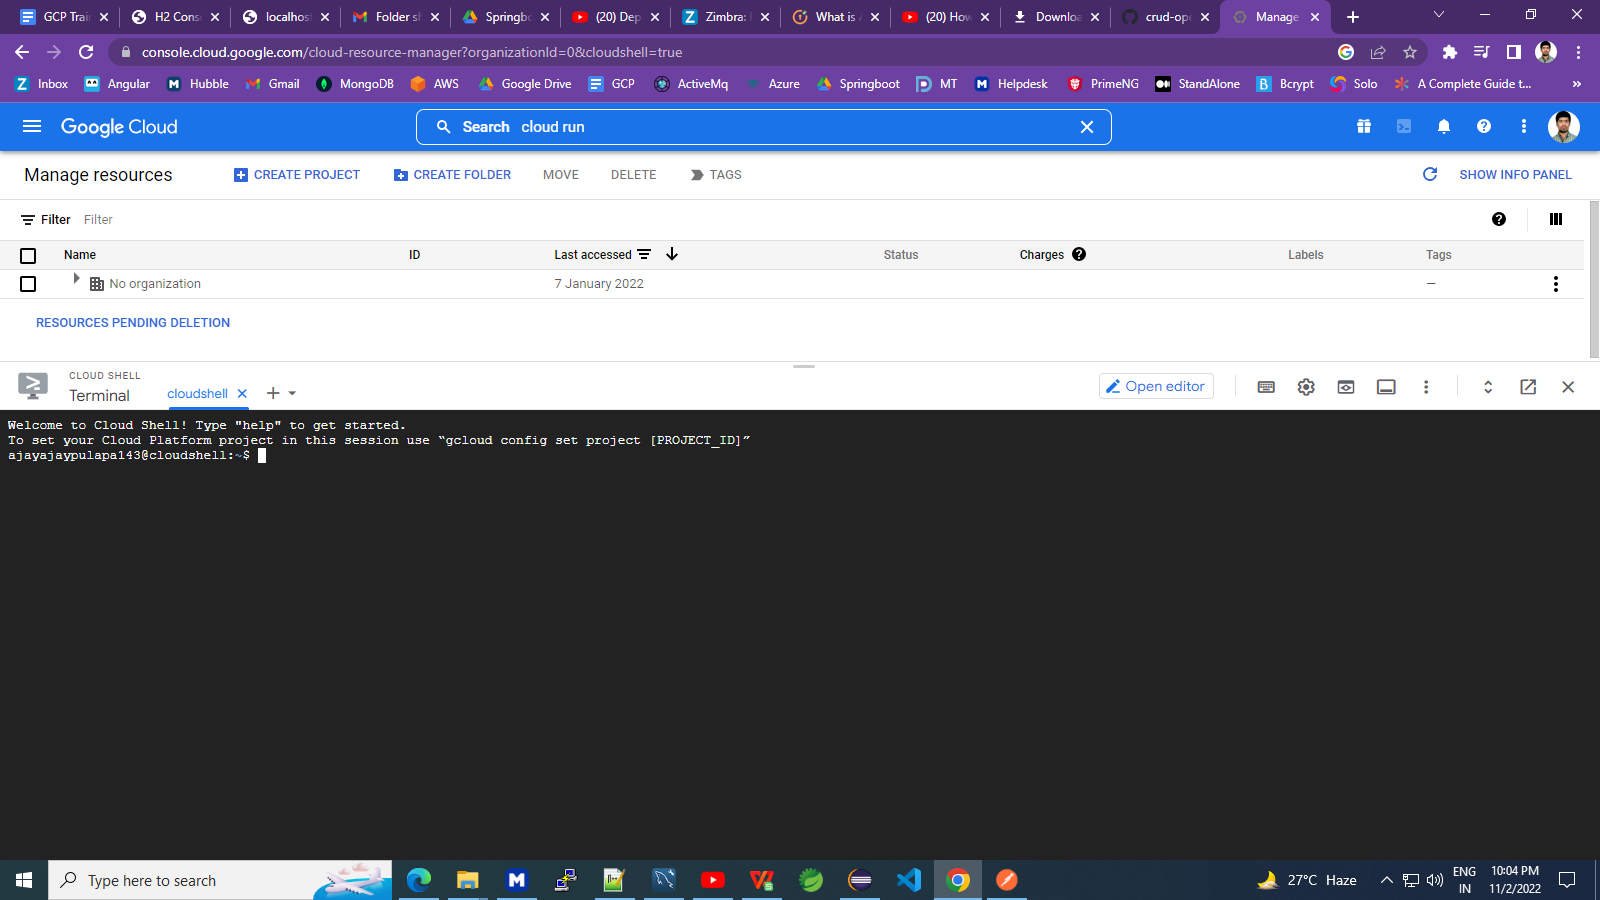 GCP Trai
H2 Cons
localhost
Folder sh
Springbo
(20) Dep
Zimbra:
What is
(20) How
Downloa
crud-ope
Manage
console.cloud.google.com/cloud-resource-manager?organizationId=0&cloudshell=true
Inbox Angular Hubble Gmail MongoDB AWS Google Drive GCP ActiveMq Azure Springboot MT Helpdesk PrimeNG StandAlone Bcrypt Solo A Complete Guide t... »
Google Cloud Search cloud run
Manage resources CREATE PROJECT CREATE FOLDER MOVE DELETE TAGS SHOW INFO PANEL
Filter Filter
Name ID Last accessed Status Charges Labels Tags
No organization 7 January 2022 —
RESOURCES PENDING DELETION
CLOUD SHELL
Terminal cloudshell Open editor
Welcome to Cloud Shell! Type "help" to get started.
To set your Cloud Platform project in this session use “gcloud config set project [PROJECT_ID]”
ajayajaypulapa143@cloudshell:~$
Type here to search 27°C Haze ENG IN 10:04 PM 11/2/2022